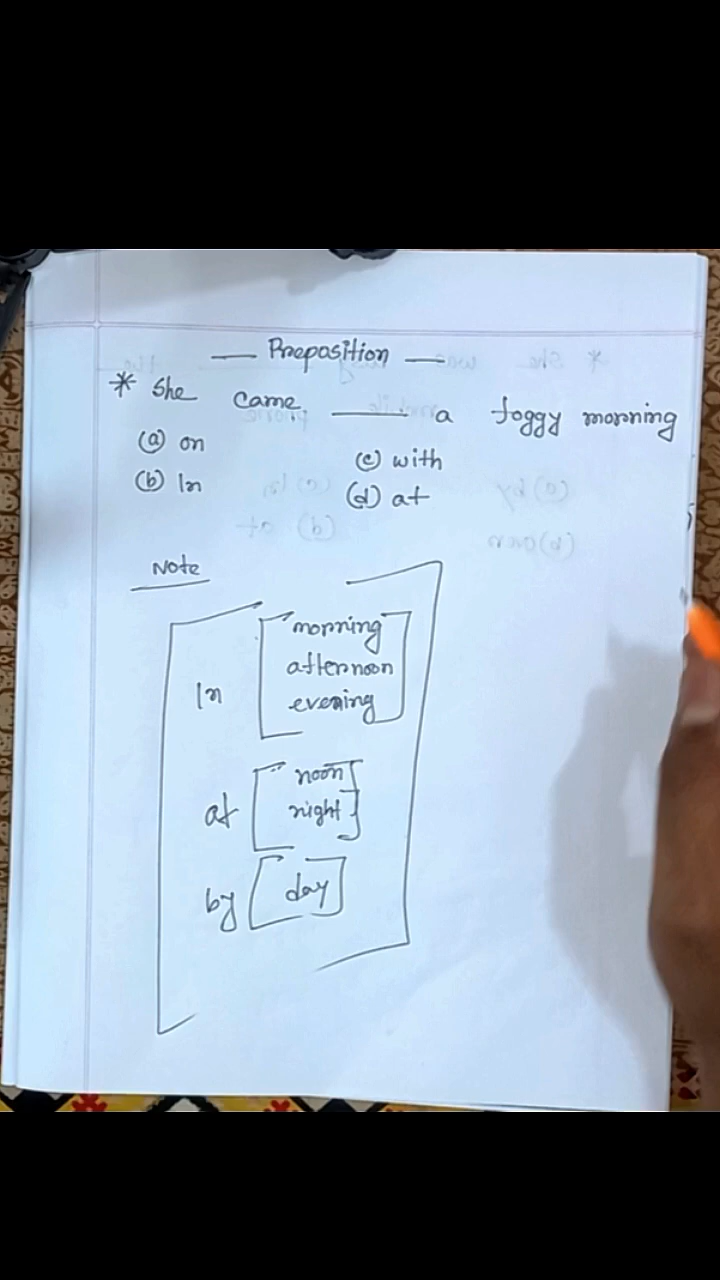 — Preposition —
* She came ____ a foggy morning
(a) on (c) with
(b) In (d) at
Note
In [morning
afternoon
evening]
at [noon
night]
by [day]